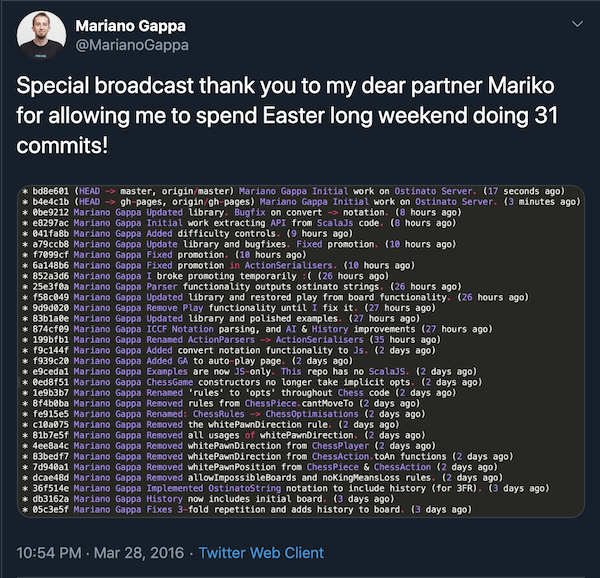 Mariano Gappa
@MarianoGappa
Special broadcast thank you to my dear partner Mariko
for allowing me to spend Easter long weekend doing 31
commits!
* bd8e601 (HEAD -> master, origin/master) Mariano Gappa Initial work on Ostinato Server. (17 seconds ago)
* b4e4c1b (HEAD -> gh-pages, origin/gh-pages) Mariano Gappa Initial work on Ostinato Server. (3 minutes ago)
* 0be9212 Mariano Gappa Updated library. Bugfix on convert -> notation. (8 hours ago)
* e8297ac Mariano Gappa Initial work extracting API from ScalaJs code. (8 hours ago)
* 041fa8b Mariano Gappa Added difficulty controls. (9 hours ago)
* a79ccb8 Mariano Gappa Update library and bugfixes. Fixed promotion. (10 hours ago)
* f7099cf Mariano Gappa Fixed promotion. (10 hours ago)
* 6a148b6 Mariano Gappa Fixed promotion in ActionSerialisers. (10 hours ago)
* 852a3d6 Mariano Gappa I broke promoting temporarily :( (26 hours ago)
* 25e3f0a Mariano Gappa Parser functionality outputs ostinato strings. (26 hours ago)
* f58c049 Mariano Gappa Updated library and restored play from board functionality. (26 hours ago)
* 9d9d020 Mariano Gappa Remove Play functionality until I fix it. (27 hours ago)
* 83b1a0e Mariano Gappa Updated library and polished examples. (27 hours ago)
* 874cf09 Mariano Gappa ICCF Notation parsing, and AI & History improvements (27 hours ago)
* 199bfb1 Mariano Gappa Renamed ActionParsers -> ActionSerialisers (35 hours ago)
* f9c144f Mariano Gappa Added convert notation functionality to Js. (2 days ago)
* f939c20 Mariano Gappa Added GA to auto-play page. (2 days ago)
* e9ceda1 Mariano Gappa Examples are now JS-only. This repo has no ScalaJS. (2 days ago)
* 0ed8f51 Mariano Gappa ChessGame constructors no longer take implicit opts. (2 days ago)
* 1e9b3b7 Mariano Gappa Renamed 'rules' to 'opts' throughout Chess code (2 days ago)
* 8f4b0ba Mariano Gappa Removed rules from ChessPiece.cantMoveTo (2 days ago)
* fe915e5 Mariano Gappa Renamed: ChessRules -> ChessOptimisations (2 days ago)
* c10a075 Mariano Gappa Removed the whitePawnDirection rule. (2 days ago)
* 81b7e5f Mariano Gappa Removed all usages of whitePawnDirection. (2 days ago)
* 4ee8a4c Mariano Gappa Removed whitePawnDirection from ChessPlayer (2 days ago)
* 83bedf7 Mariano Gappa Removed whitePawnDirection from ChessAction.toAn functions (2 days ago)
* 7d940a1 Mariano Gappa Removed whitePawnPosition from ChessPiece & ChessAction (2 days ago)
* dcae48d Mariano Gappa Removed allowImpossibleBoards and noKingMeansLoss rules. (2 days ago)
* 36f514e Mariano Gappa Implemented OstinatoString notation to include history (for 3FR). (3 days ago)
* db3162a Mariano Gappa History now includes initial board. (3 days ago)
* 05c3e5f Mariano Gappa Fixes 3-fold repetition and adds history to board. (3 days ago)
10:54 PM · Mar 28, 2016 · Twitter Web Client